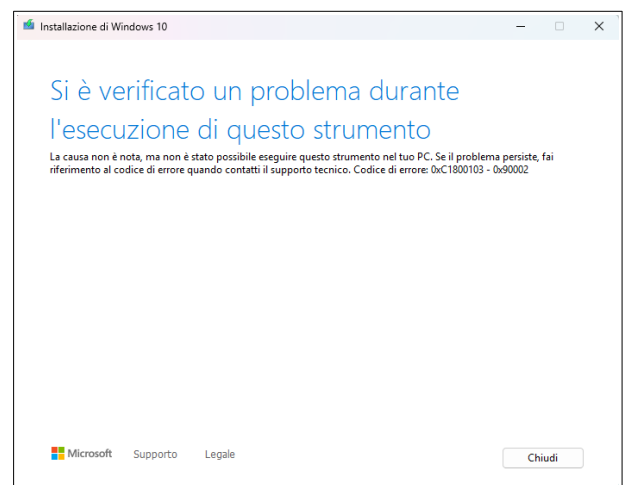 Installazione di Windows 10
Si è verificato un problema durante
l'esecuzione di questo strumento
La causa non è nota, ma non è stato possibile eseguire questo strumento nel tuo PC. Se il problema persiste, fai
riferimento al codice di errore quando contatti il supporto tecnico. Codice di errore: 0xC1800103 - 0x90002
Microsoft Supporto Legale
Chiudi